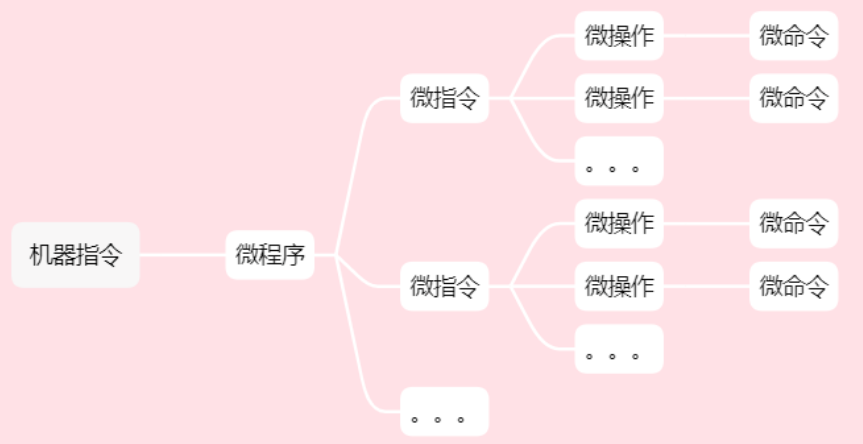 机器指令
微程序
微指令
微操作
微命令
微操作
微命令
。。。
微指令
微操作
微命令
微操作
微命令
。。。
。。。